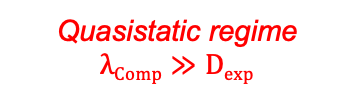 Quasistatic regime
λComp ≫ Dexp